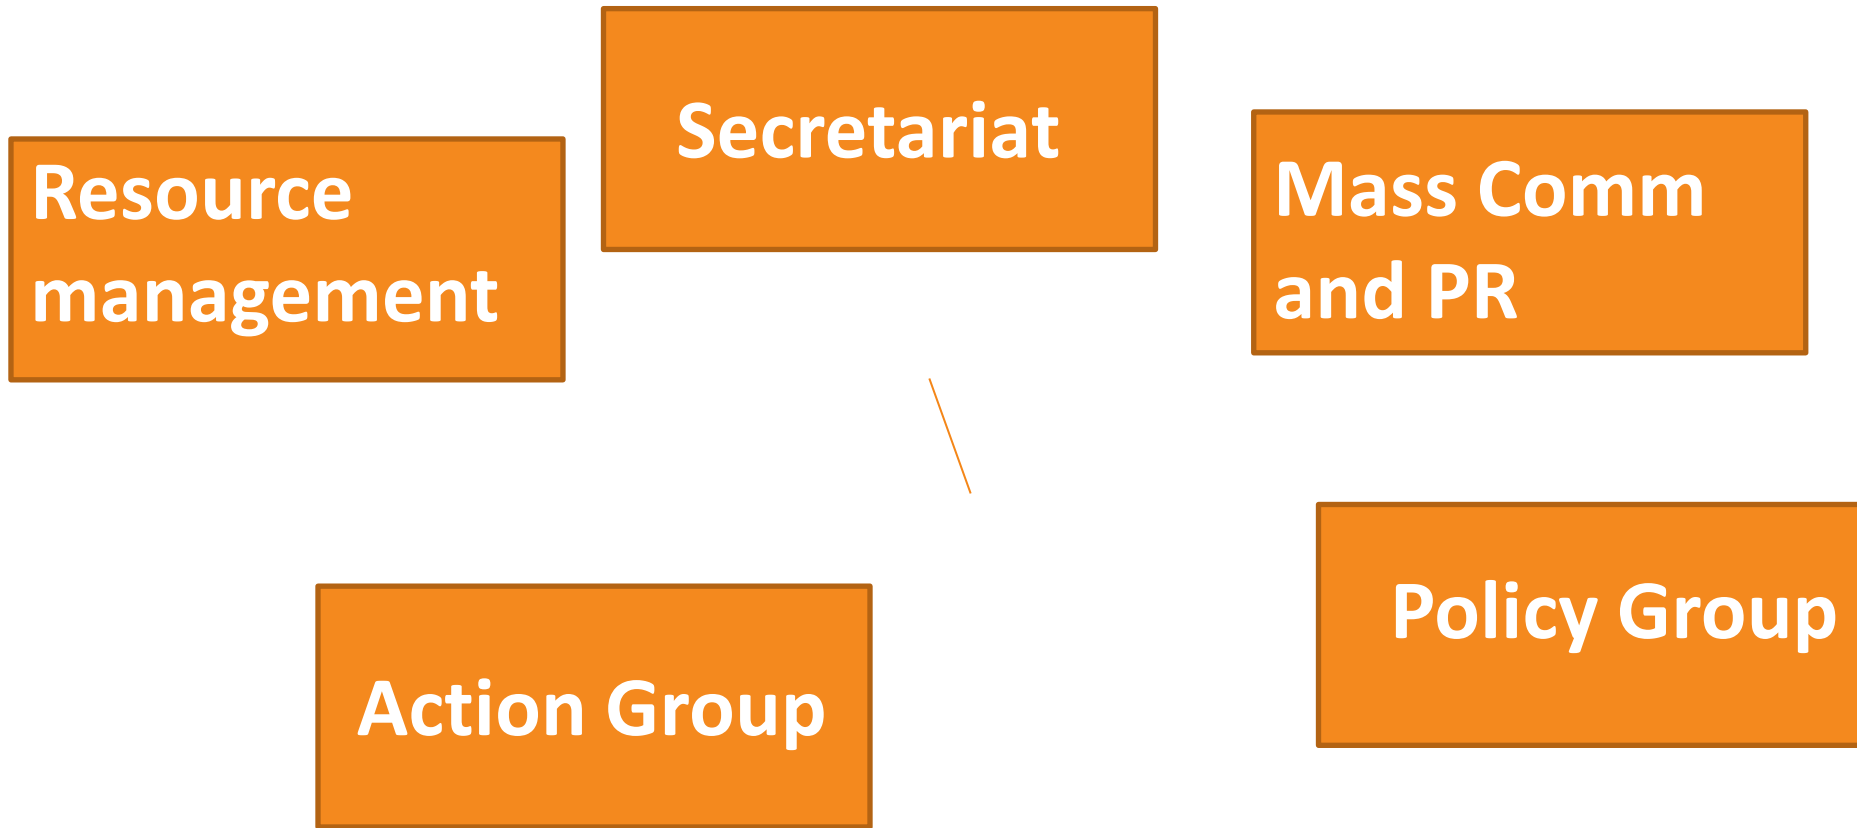 Secretariat
Resource
management
Mass Comm
and PR
Policy Group
Action Group